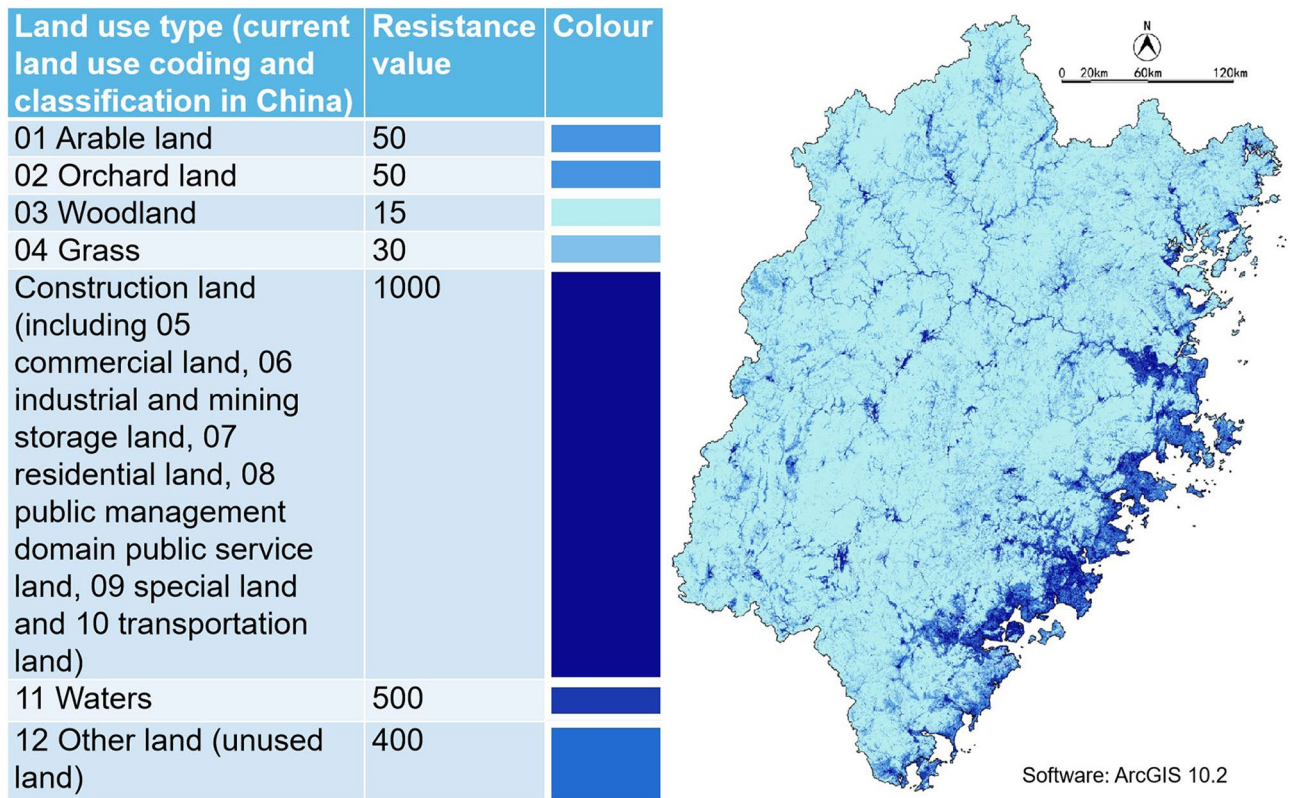 Land use type (current
land use coding and
classification in China)
Resistance
value
Colour
01 Arable land
50
02 Orchard land
50
03 Woodland
15
04 Grass
30
Construction land
(including 05
commercial land, 06
industrial and mining
storage land, 07
residential land, 08
public management
domain public service
land, 09 special land
and 10 transportation
land)
1000
11 Waters
500
12 Other land (unused
land)
400
N
0 20km 60km 120km
Software: ArcGIS 10.2